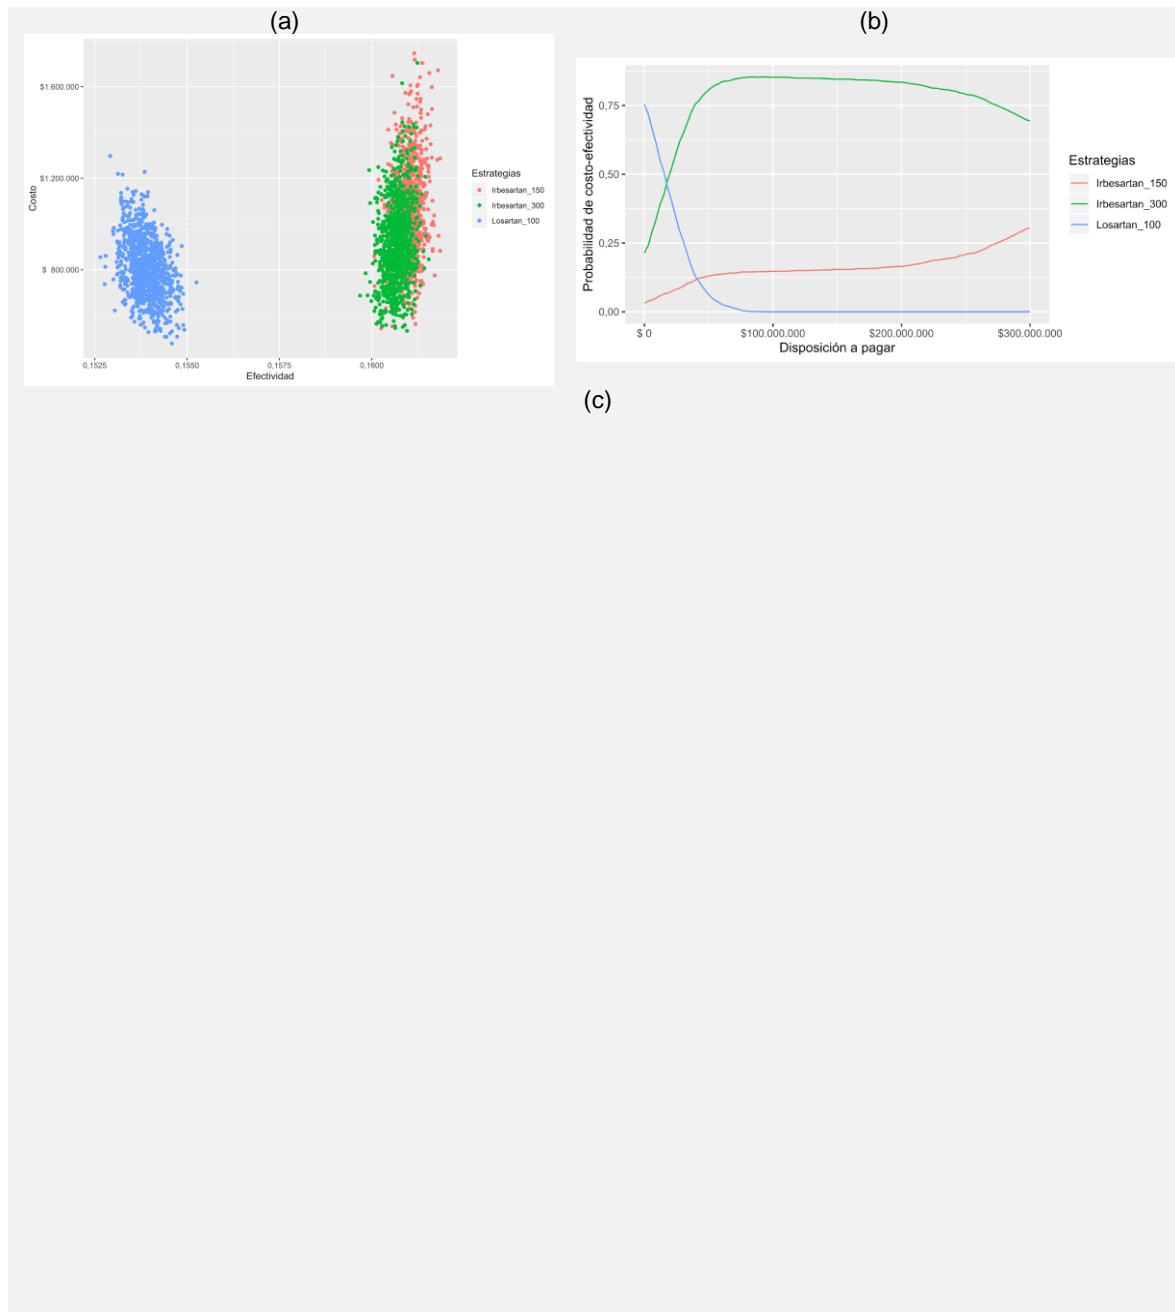 (a)
$1.600.000
$1.200.000
$ 800.000
Costo
0,1525 0,1550 0,1575 0,1600
Efectividad
Estrategias
Irbesartan_150
Irbesartan_300
Losartan_100
(b)
0,75
0,50
0,25
0,00
Probabilidad de costo-efectividad
$ 0 $100.000.000 $200.000.000 $300.000.000
Disposición a pagar
Estrategias
Irbesartan_150
Irbesartan_300
Losartan_100
(c)